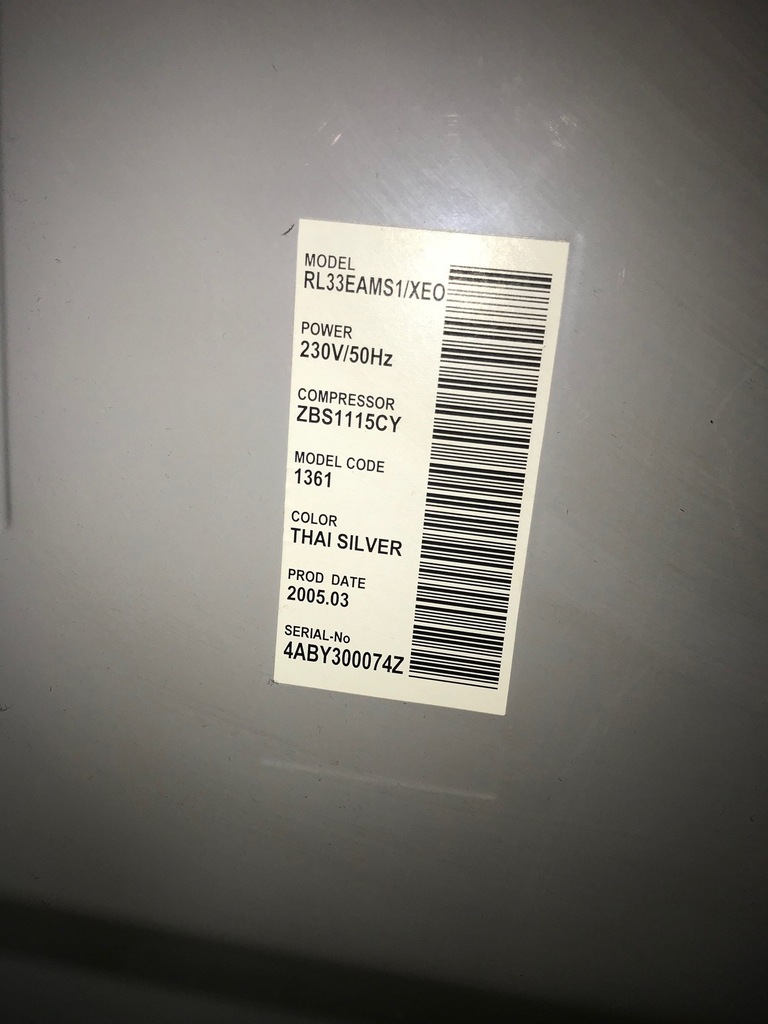 MODEL
RL33EAMS1/XEO
POWER
230V/50Hz
COMPRESSOR
ZBS1115CY
MODEL CODE
1361
COLOR
THAI SILVER
PROD DATE
2005.03
SERIAL-No
4ABY300074Z